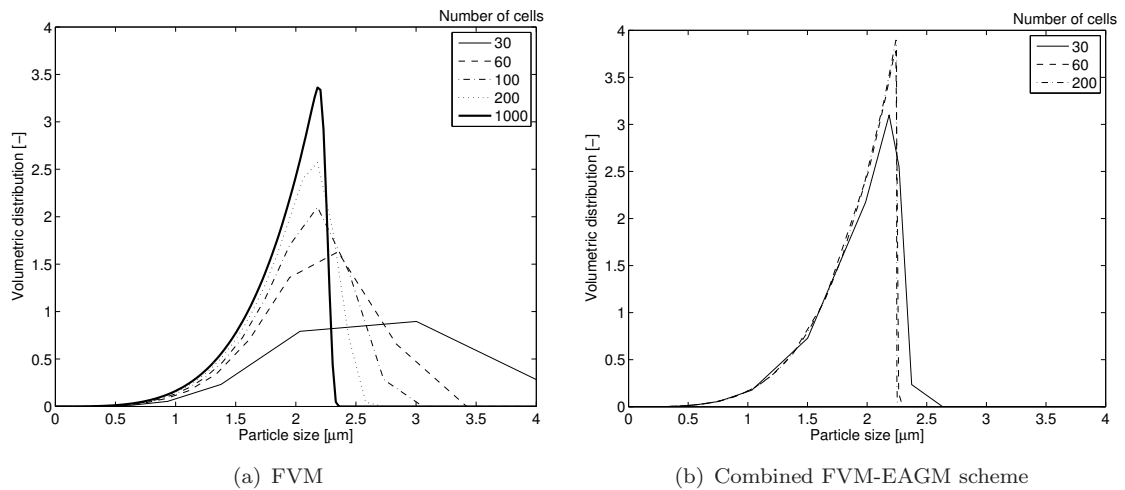 Number of cells
30
60
100
200
1000
4
3.5
3
2.5
2
1.5
1
0.5
0
Volumetric distribution [−]
0 0.5 1 1.5 2 2.5 3 3.5 4
Particle size [μm]
(a) FVM
Number of cells
30
60
200
4
3.5
3
2.5
2
1.5
1
0.5
0
Volumetric distribution [−]
0 0.5 1 1.5 2 2.5 3 3.5 4
Particle size [μm]
(b) Combined FVM-EAGM scheme